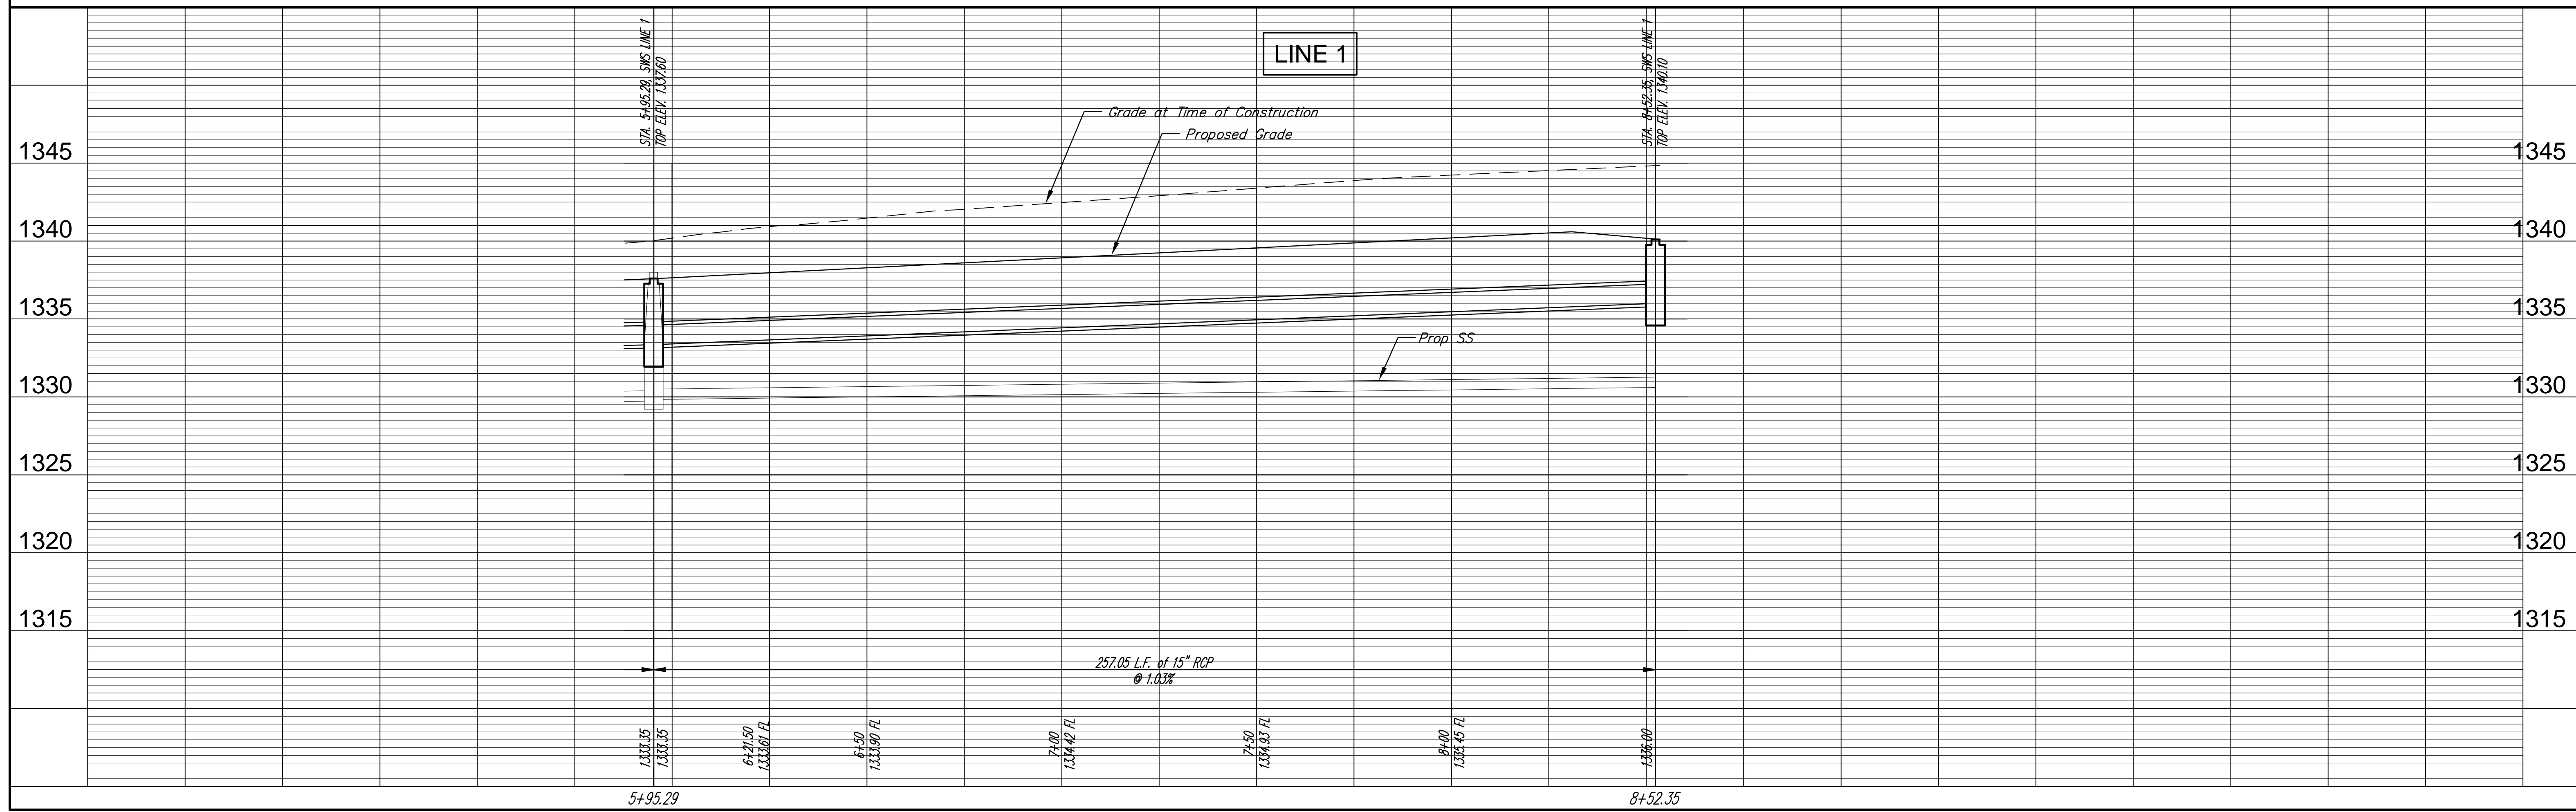 LINE 1
STA. 5+95.29, SWS LINE 1
TOP ELEV. 1337.60
STA. 8+52.35, SWS LINE 1
TOP ELEV. 1340.10
Grade at Time of Construction
Proposed Grade
1345
1345
1340
1340
1335
1335
Prop SS
1330
1330
1325
1325
1320
1320
1315
1315
257.05 L.F. of 15" RCP
@ 1.03%
1333.35
1333.35
6+21.50
1333.61 FL
6+50
1333.90 FL
7+00
1334.42 FL
7+50
1334.93 FL
8+00
1335.45 FL
1336.00
5+95.29
8+52.35